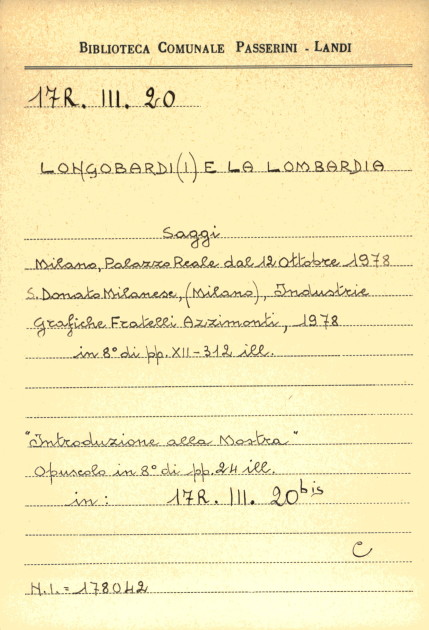 BIBLIOTECA COMUNALE PASSERINI - LANDI
17R. III. 20
LONGOBARDI(I) E LA LOMBARDIA
Saggi
Milano, Palazzo Reale dal 12 Ottobre 1978
S. Donato Milanese, (Milano), Industrie
Grafiche Fratelli Azzimonti, 1978
in 8° di pp. XII-312 ill.
"Introduzione alla Mostra"
Opuscolo in 8° di pp. 24 ill.
in: 17R. III. 20 bis
C
N.I.= 178042